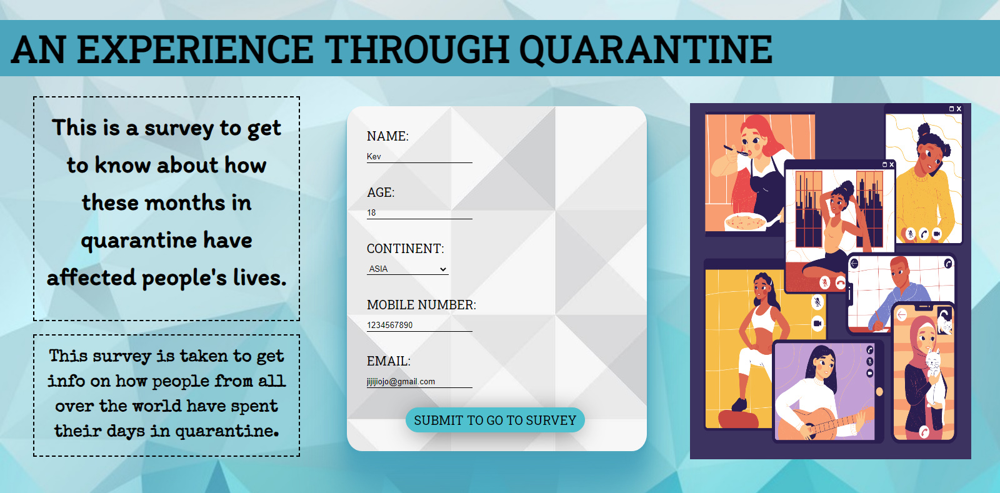 AN EXPERIENCE THROUGH QUARANTINE
This is a survey to get
to know about how
these months in
quarantine have
affected people's lives.
This survey is taken to get
info on how people from all
over the world have spent
their days in quarantine.
NAME:
Kev
AGE:
18
CONTINENT:
ASIA
MOBILE NUMBER:
1234567890
EMAIL:
jijijiojo@gmail.com
SUBMIT TO GO TO SURVEY